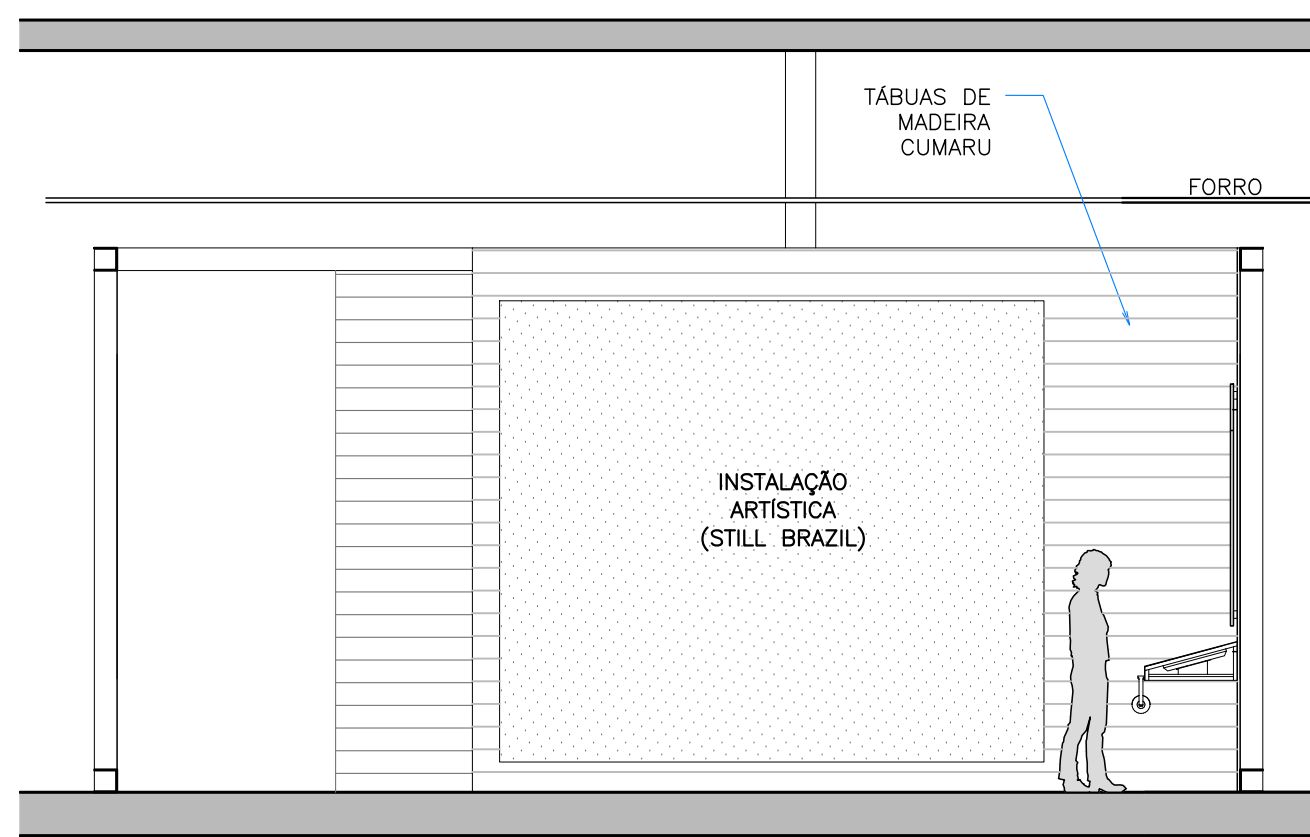 TÁBUAS DE
MADEIRA
CUMARU
FORRO
INSTALAÇÃO
ARTÍSTICA
(STILL BRAZIL)